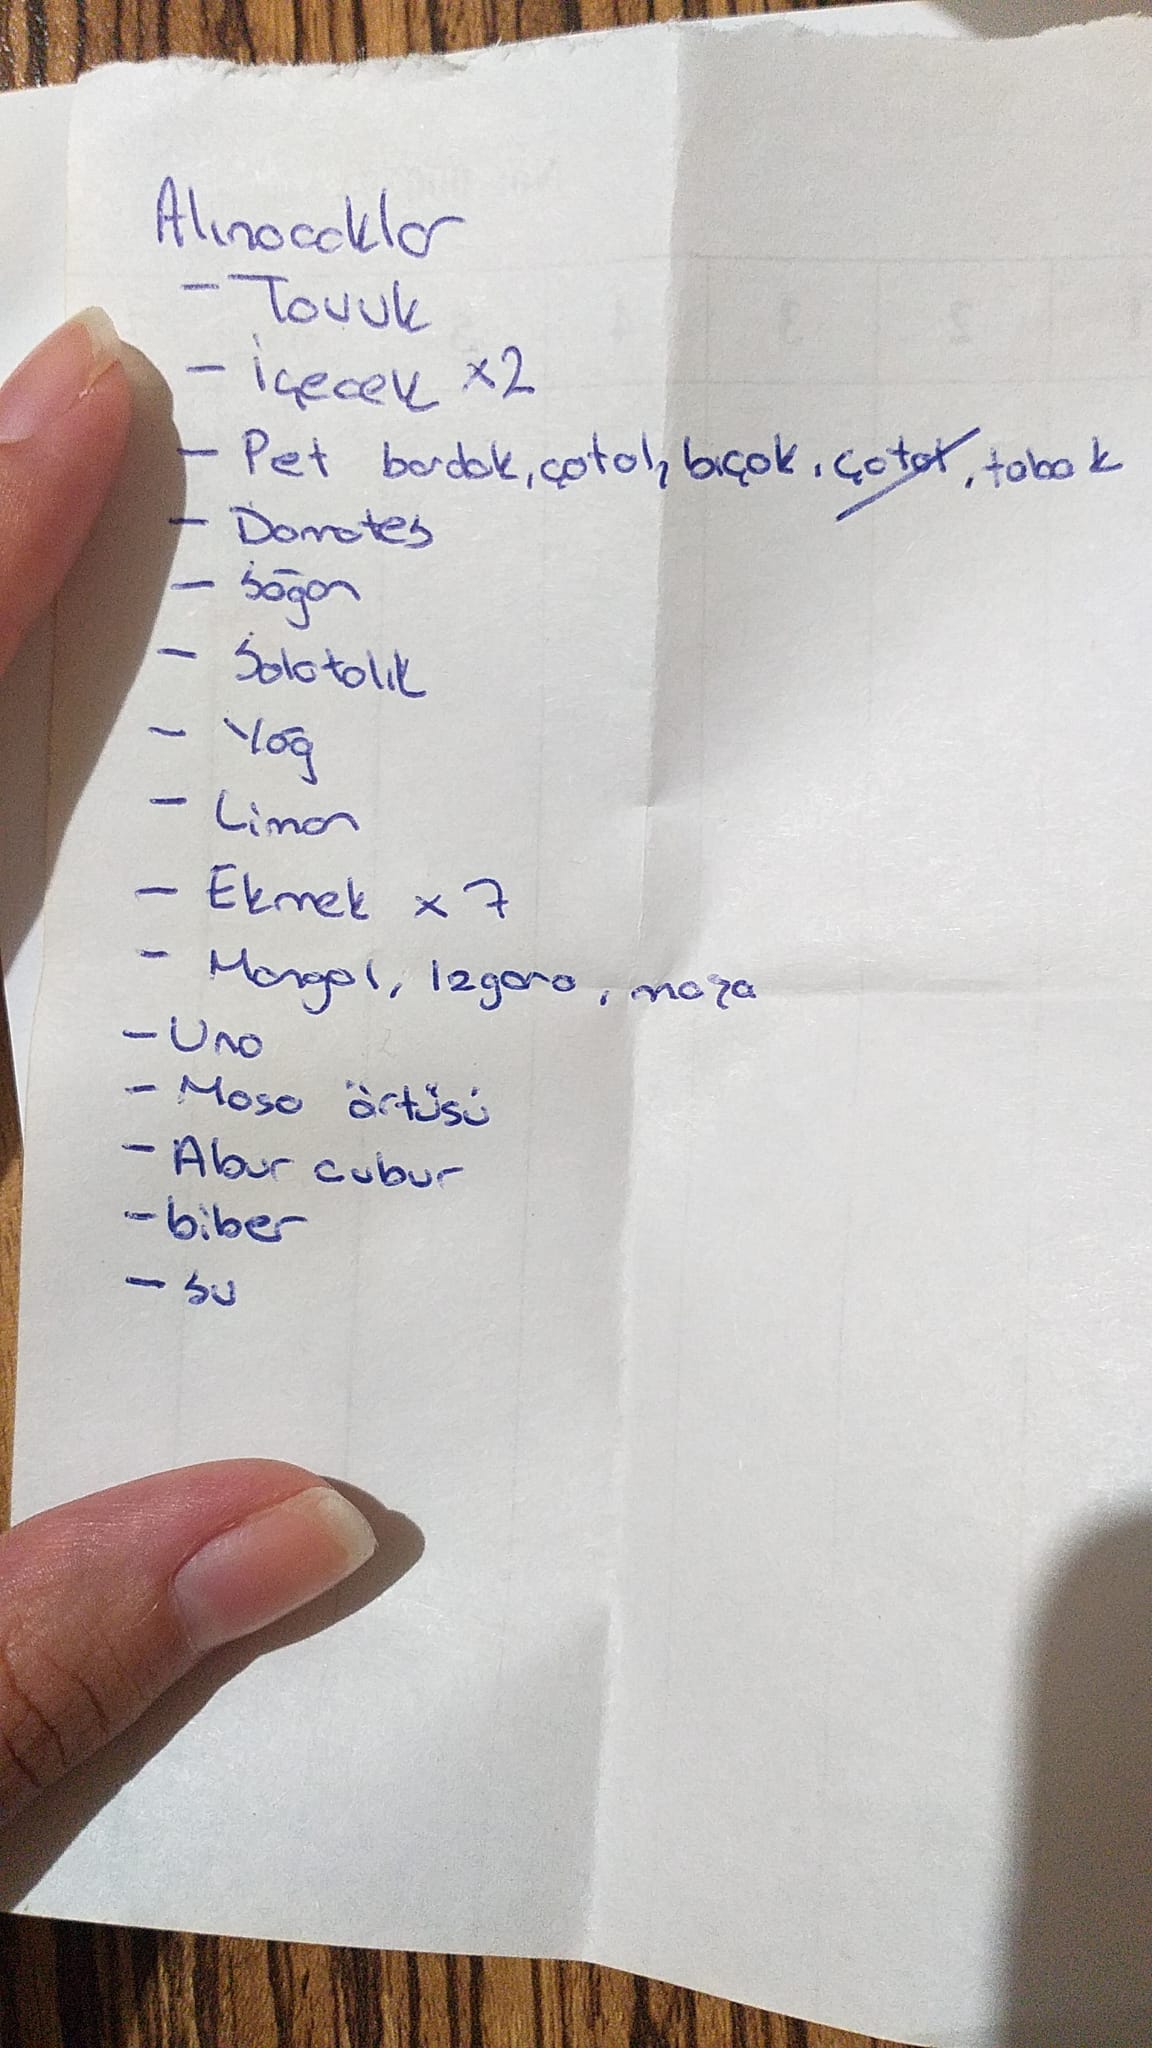 Alınacaklar
- Tavuk
- İçecek x2
- Pet bardak, çatal, bıçak, çatal, tabak
- Domates
- Soğan
- Salatalık
- Yağ
- Limon
- Ekmek x 7
- Mangal, Izgara, maşa
- Uno
- Masa örtüsü
- Abur cubur
- biber
- su